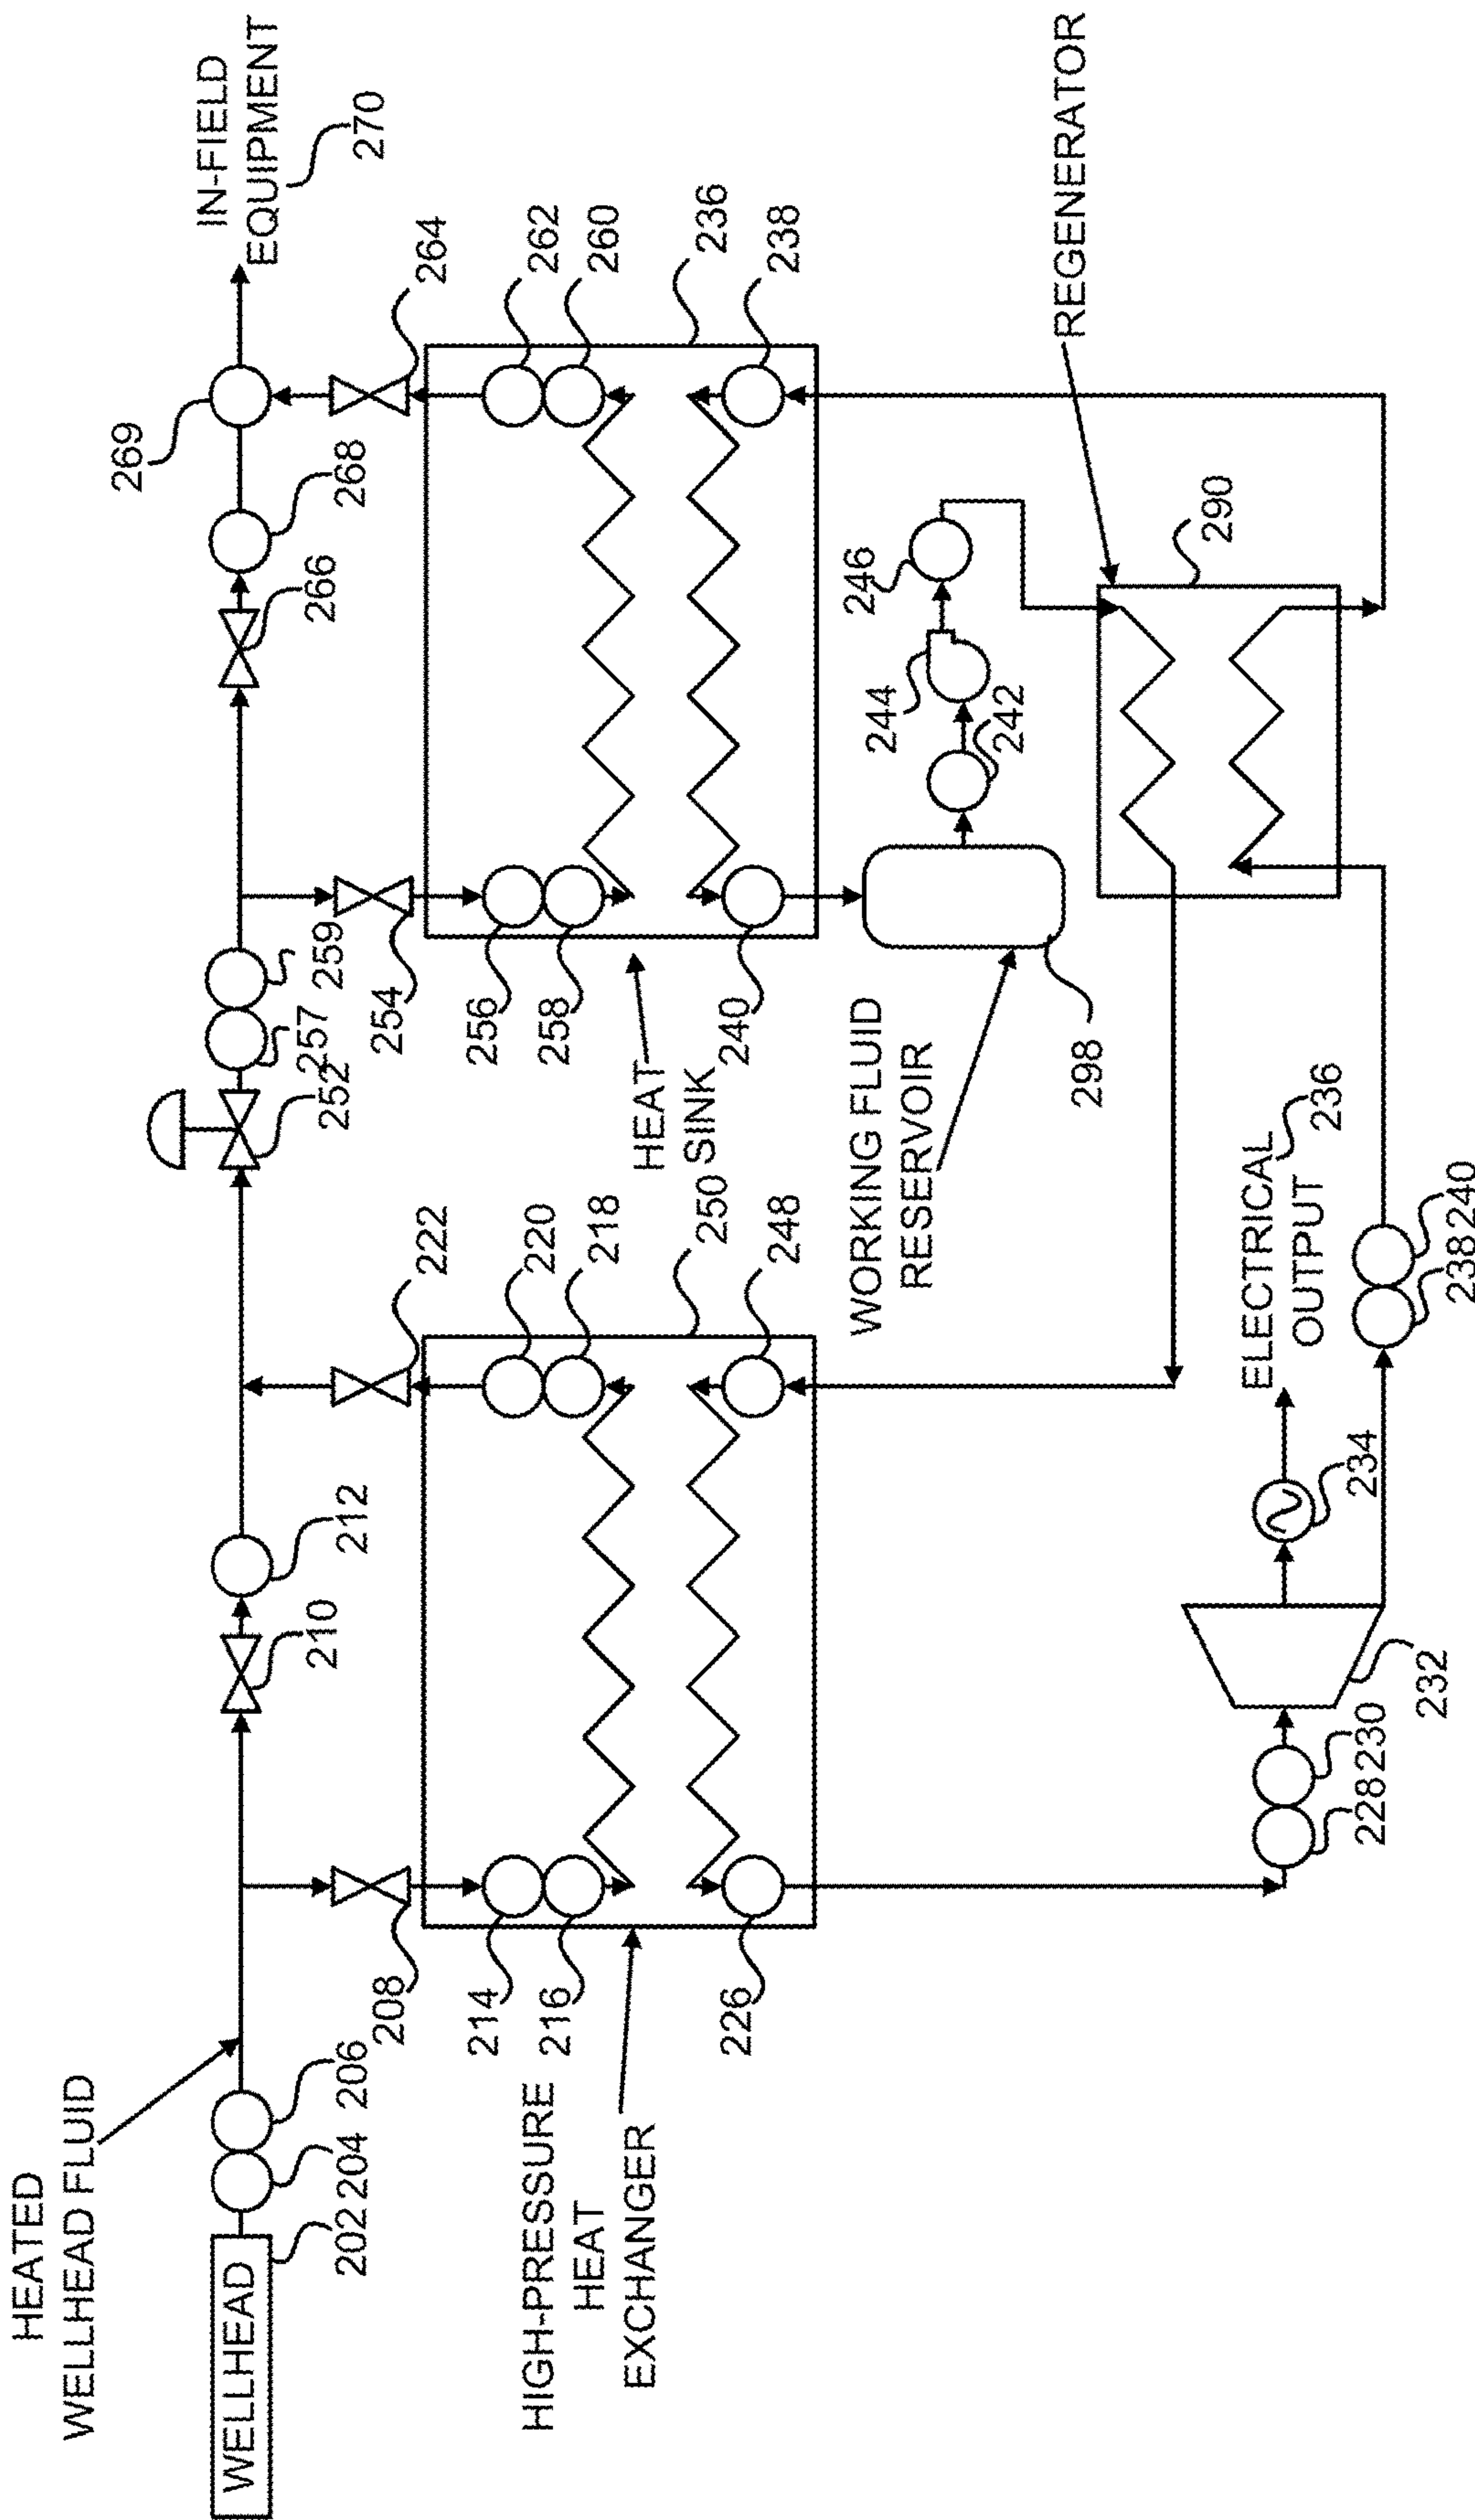 HEATED
WELLHEAD FLUID
WELLHEAD
202
204
206
208
210
212
222
252
257
259
254
266
268
269
264
IN-FIELD
EQUIPMENT
270
HIGH-PRESSURE
HEAT
EXCHANGER
214
216
226
220
218
250
248
HEAT
SINK
256
258
240
262
260
236
238
WORKING FLUID
RESERVOIR
298
242
244
246
REGENERATOR
290
228
230
232
234
ELECTRICAL
OUTPUT
236
238
240